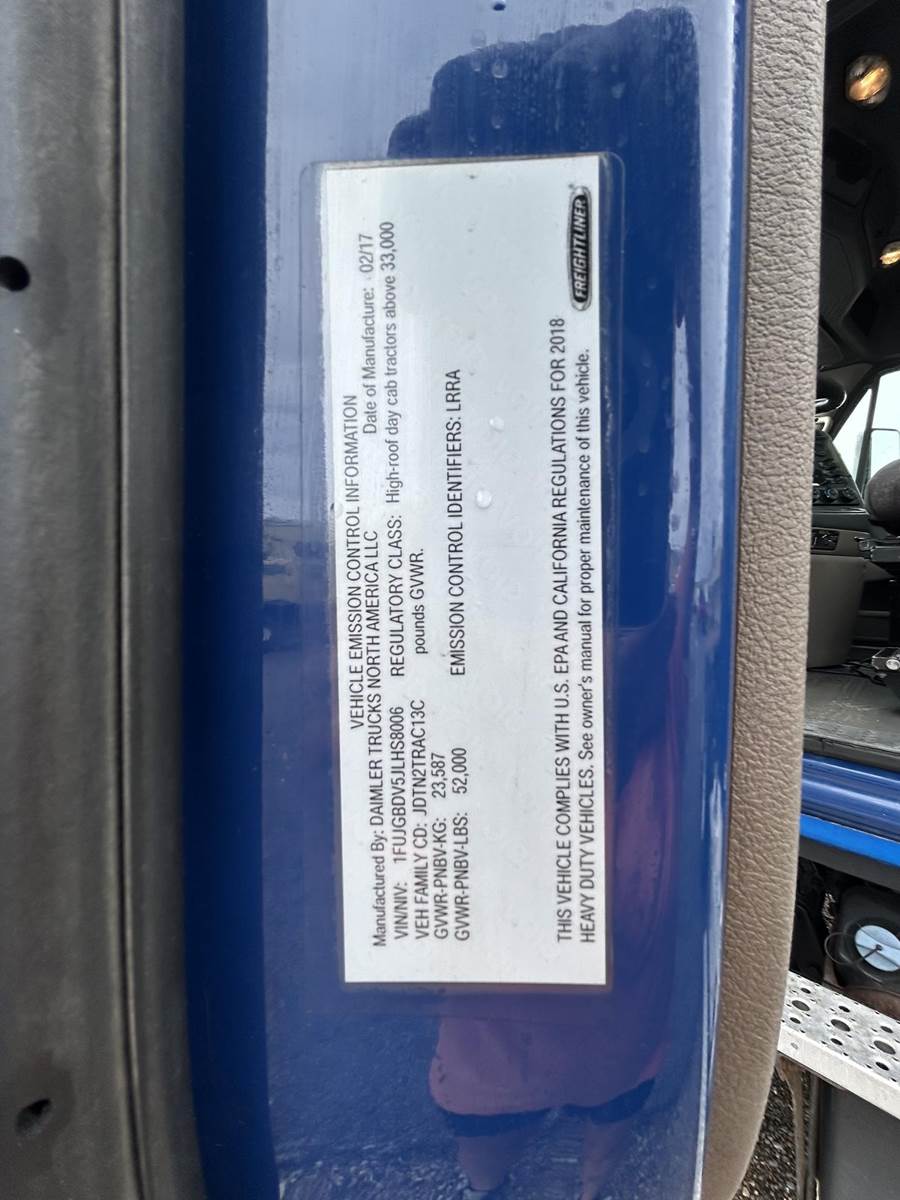 VEHICLE EMISSION CONTROL INFORMATION
Manufactured By: DAIMLER TRUCKS NORTH AMERICA LLC Date of Manufacture: 02/17
VIN/NIV: 1FUJGBDV5JLHS8006 REGULATORY CLASS: High-roof day cab tractors above 33,000
VEH FAMILY CD: JDTN2TRAC13C pounds GVWR.
GVWR-PNBV-KG: 23,587
GVWR-PNBV-LBS: 52,000 EMISSION CONTROL IDENTIFIERS: LRRA
THIS VEHICLE COMPLIES WITH U.S. EPA AND CALIFORNIA REGULATIONS FOR 2018
HEAVY DUTY VEHICLES. See owner's manual for proper maintenance of this vehicle.
FREIGHTLINER®